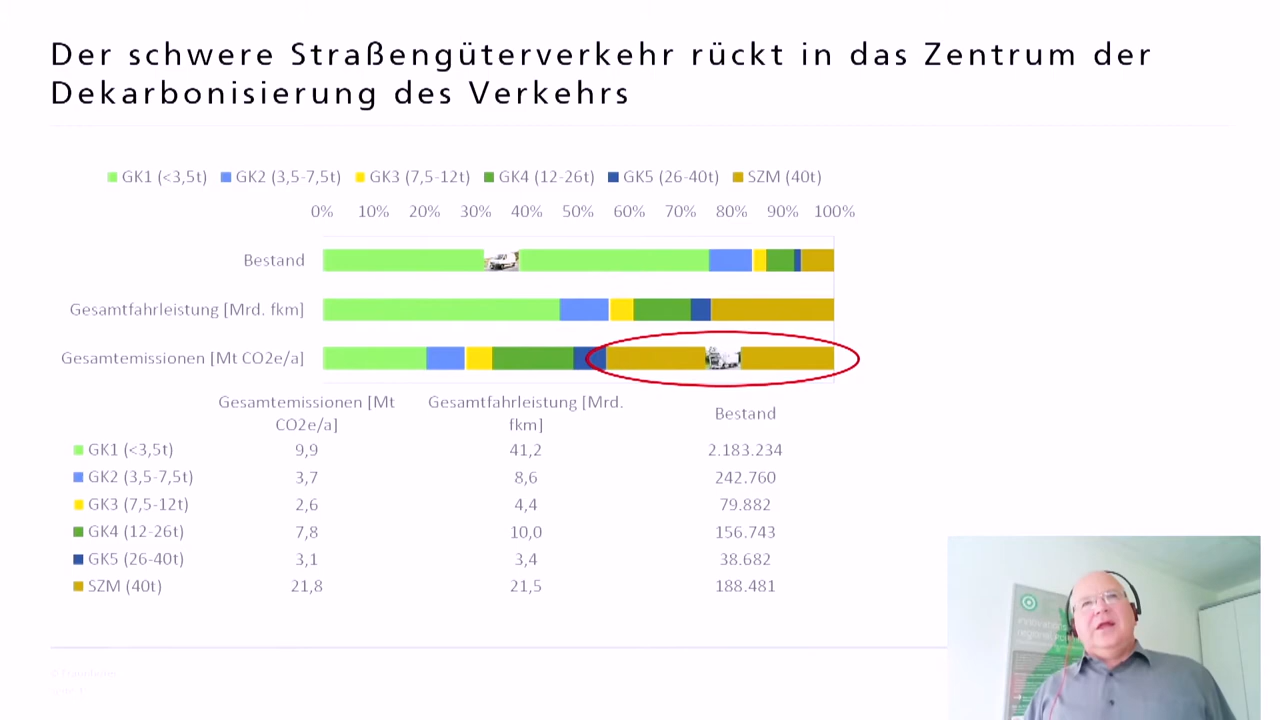 Der schwere Straßengüterverkehr rückt in das Zentrum der
Dekarbonisierung des Verkehrs
GK1 (<3,5t) GK2 (3,5-7,5t) GK3 (7,5-12t) GK4 (12-26t) GK5 (26-40t) SZM (40t)
0% 10% 20% 30% 40% 50% 60% 70% 80% 90% 100%
Bestand
Gesamtfahrleistung [Mrd. fkm]
Gesamtemissionen [Mt CO2e/a]
Gesamtemissionen [Mt CO2e/a] Gesamtfahrleistung [Mrd. fkm] Bestand
GK1 (<3,5t) 9,9 41,2 2.183.234
GK2 (3,5-7,5t) 3,7 8,6 242.760
GK3 (7,5-12t) 2,6 4,4 79.882
GK4 (12-26t) 7,8 10,0 156.743
GK5 (26-40t) 3,1 3,4 38.682
SZM (40t) 21,8 21,5 188.481